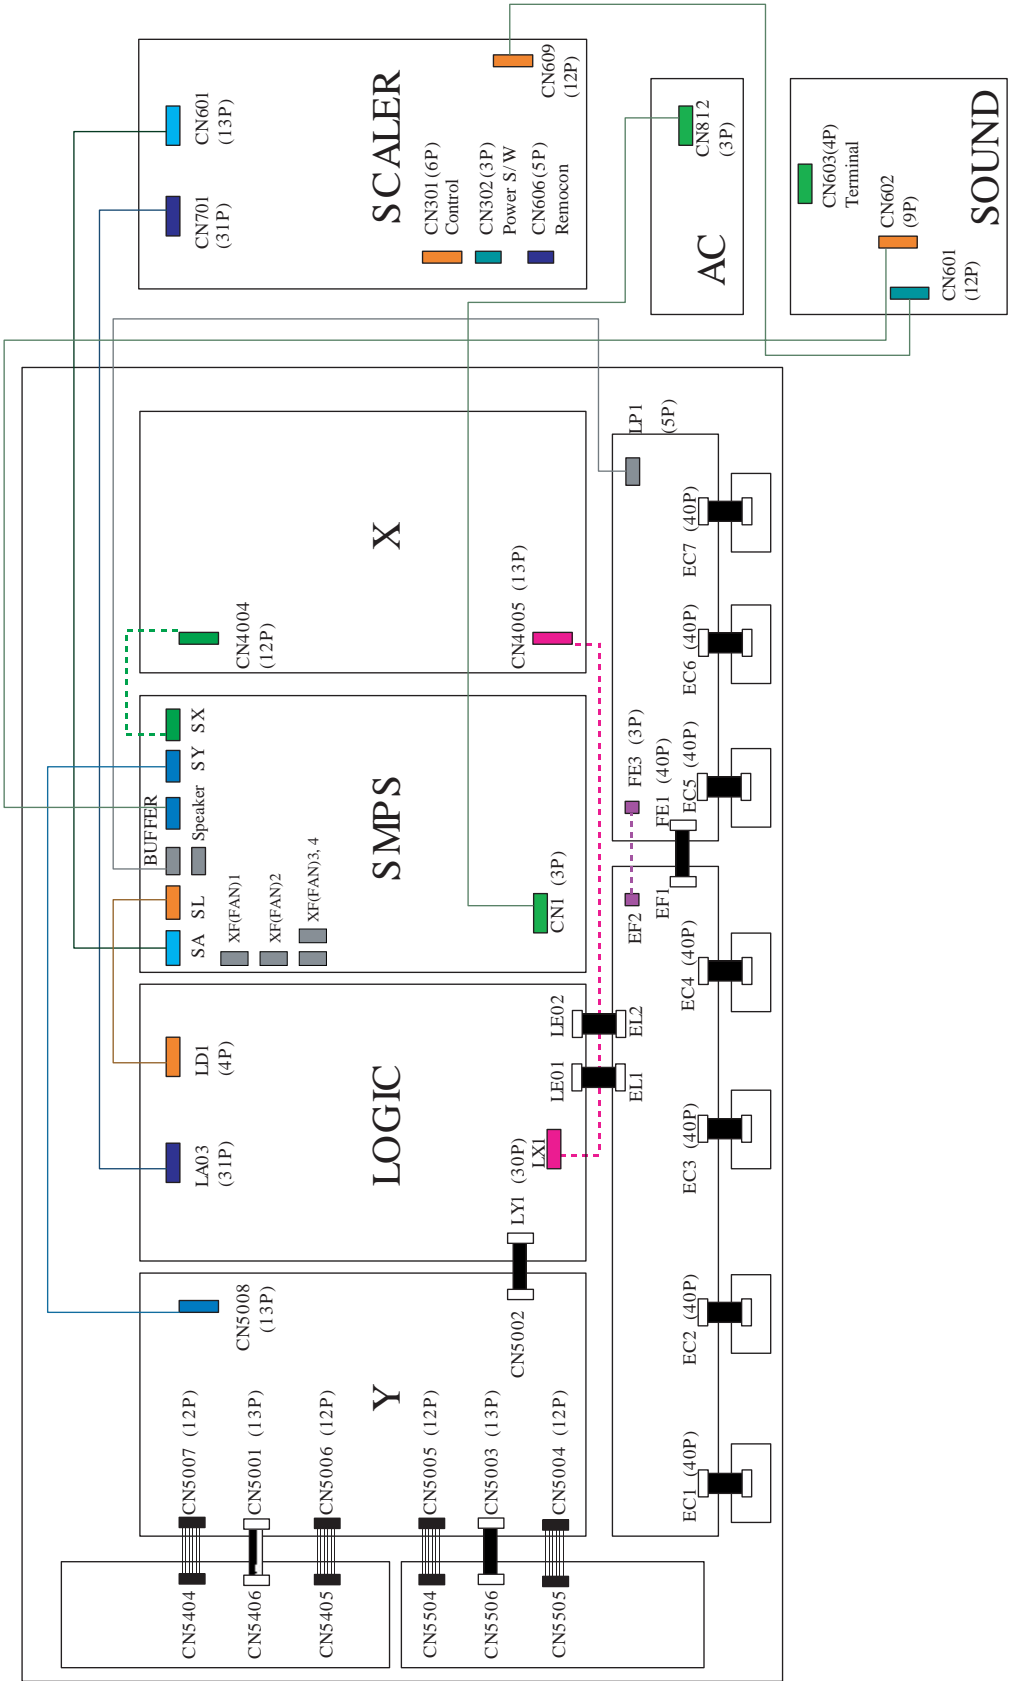 CN601
(13P)
CN701
(31P)
SCALER
CN301(6P)
Control
CN302(3P)
Power S/W
CN606(5P)
Remocon
CN609
(12P)
AC
CN812
(3P)
SOUND
CN603(4P)
Terminal
CN602
(9P)
CN601
(12P)
X
CN4004
(12P)
CN4005 (13P)
LP1
(5P)
SMPS
SA
SL
BUFFER
Speaker
SY
SX
XF(FAN)1
XF(FAN)2
XF(FAN)3, 4
CN1 (3P)
LOGIC
LA03
(31P)
LD1
(4P)
LY1 (30P)
LX1
LE01
LE02
EL1
EL2
Y
CN5008
(13P)
CN5002
CN5007 (12P)
CN5001 (13P)
CN5006 (12P)
CN5005 (12P)
CN5003 (13P)
CN5004 (12P)
CN5404
CN5406
CN5405
CN5504
CN5506
CN5505
EF2
FE3 (3P)
EF1
FE1 (40P)
EC1 (40P)
EC2 (40P)
EC3 (40P)
EC4 (40P)
EC5 (40P)
EC6 (40P)
EC7 (40P)